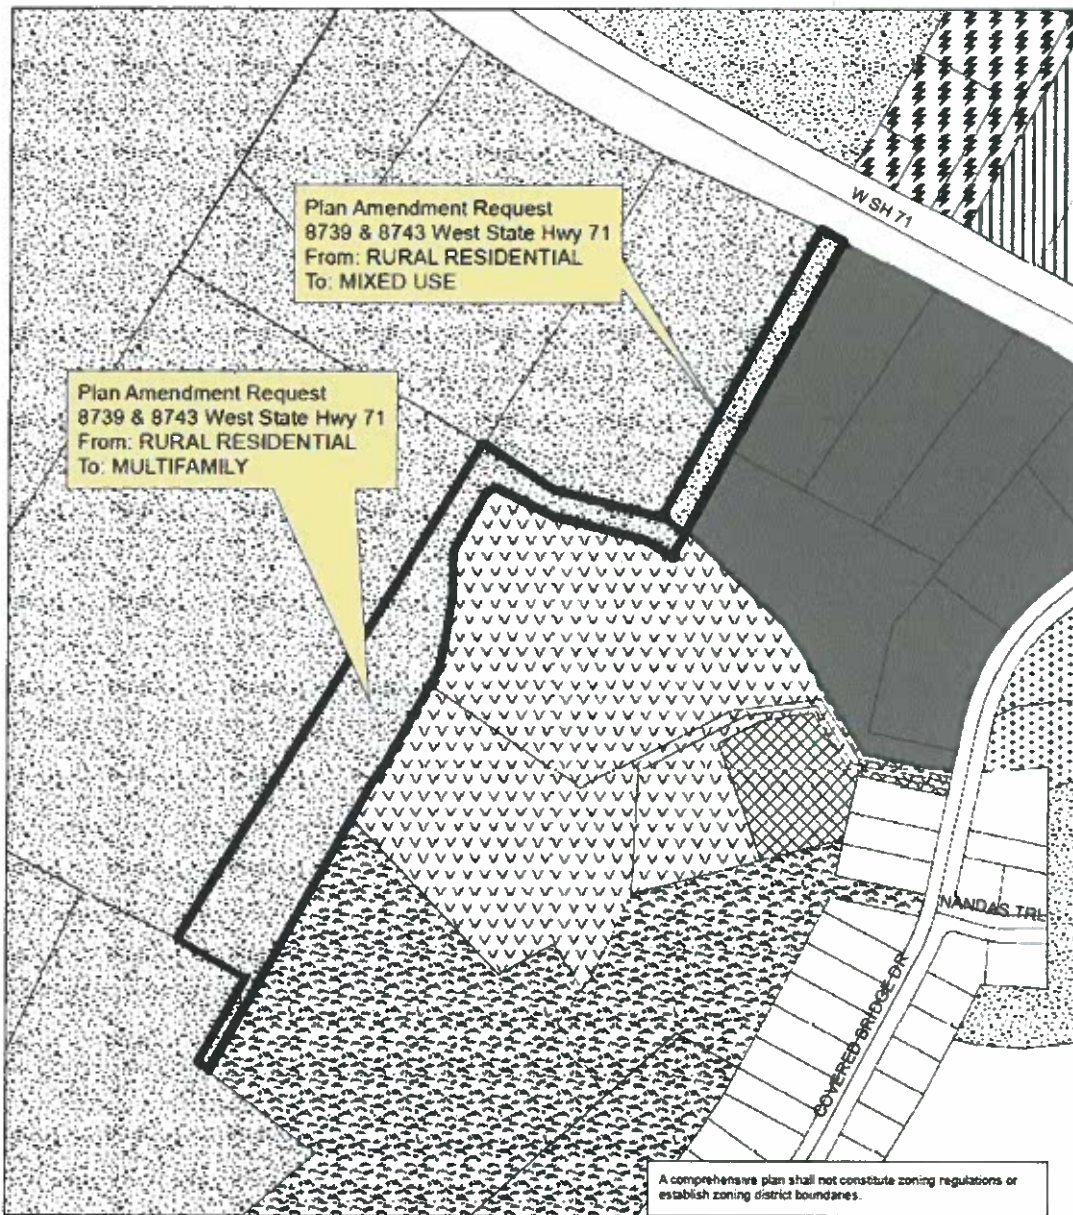 W SH 71
Plan Amendment Request
8739 & 8743 West State Hwy 71
From: RURAL RESIDENTIAL
To: MIXED USE
Plan Amendment Request
8739 & 8743 West State Hwy 71
From: RURAL RESIDENTIAL
To: MULTIFAMILY
NANDAS TRL
COVERED BRIDGE DR
A comprehensive plan shall not constitute zoning regulations or
establish zoning district boundaries.